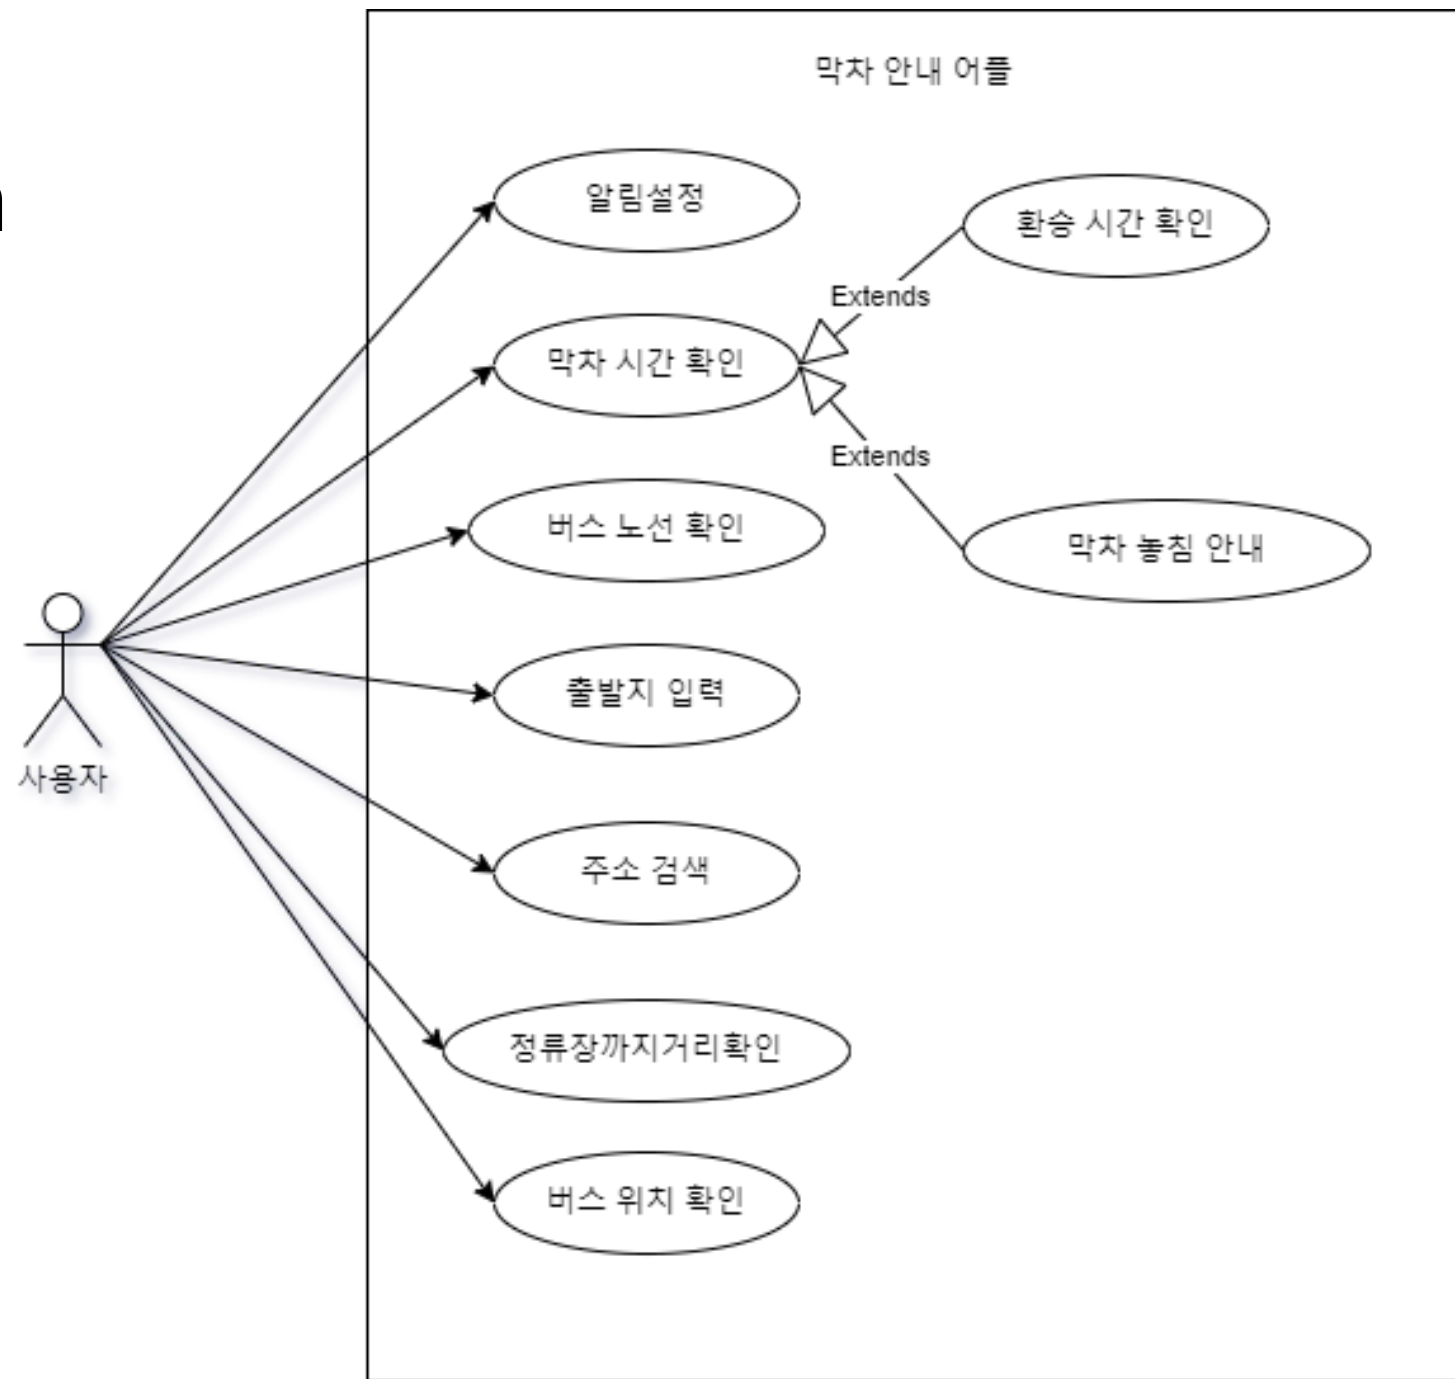 막차 안내 어플
알림설정
환승 시간 확인
Extends
막차 시간 확인
Extends
버스 노선 확인
막차 놓침 안내
출발지 입력
사용자
주소 검색
정류장까지거리확인
버스 위치 확인